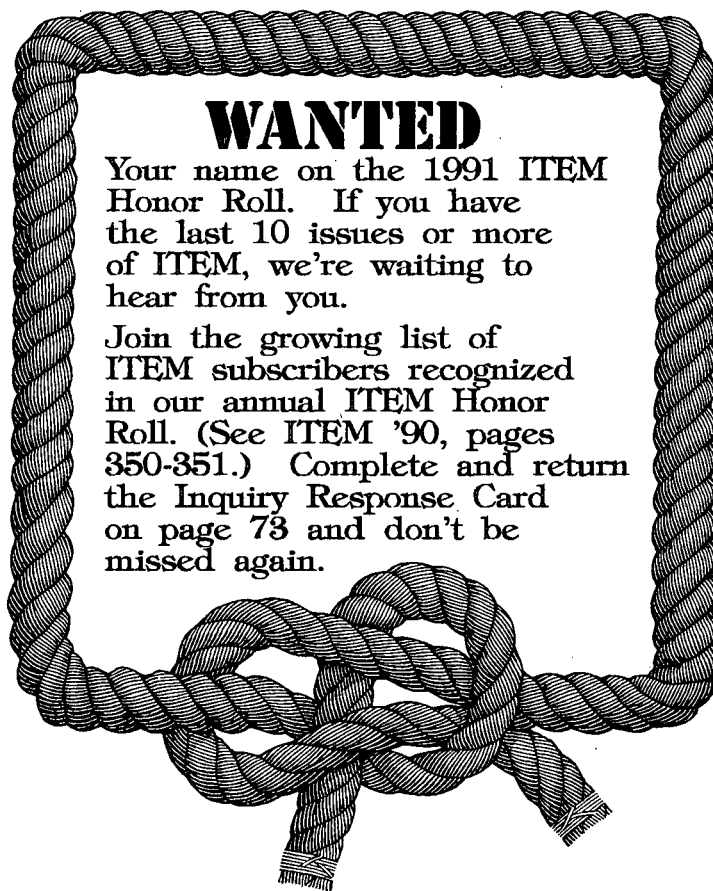 WANTED
Your name on the 1991 ITEM
Honor Roll. If you have
the last 10 issues or more
of ITEM, we're waiting to
hear from you.
Join the growing list of
ITEM subscribers recognized
in our annual ITEM Honor
Roll. (See ITEM '90, pages
350-351.) Complete and return
the Inquiry Response Card
on page 73 and don't be
missed again.